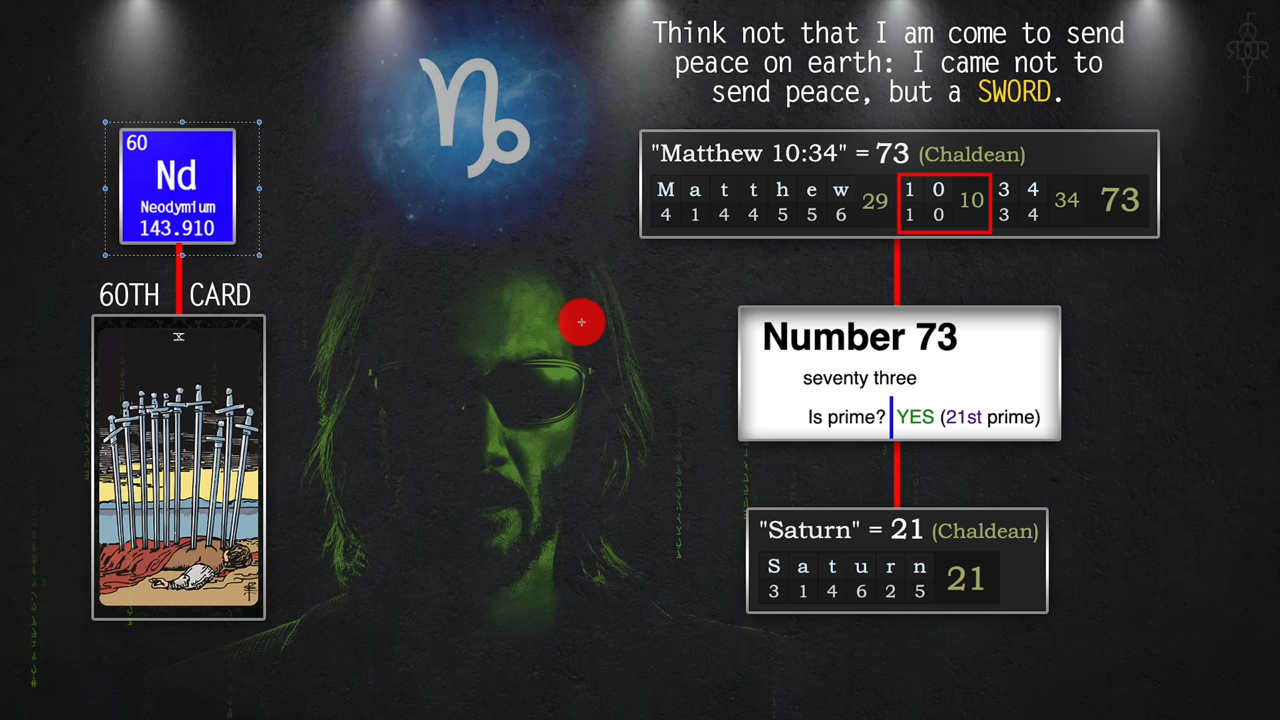 Think not that I am come to send
peace on earth: I came not to
send peace, but a SWORD.
60
Nd
Neodymium
143.910
60TH CARD
X
"Matthew 10:34" = 73 (Chaldean)
M a t t h e w 29 1 0 10 3 4 34 73
4 1 4 4 5 5 6 1 0 3 4
Number 73
seventy three
Is prime? YES (21st prime)
"Saturn" = 21 (Chaldean)
S a t u r n 21
3 1 4 6 2 5